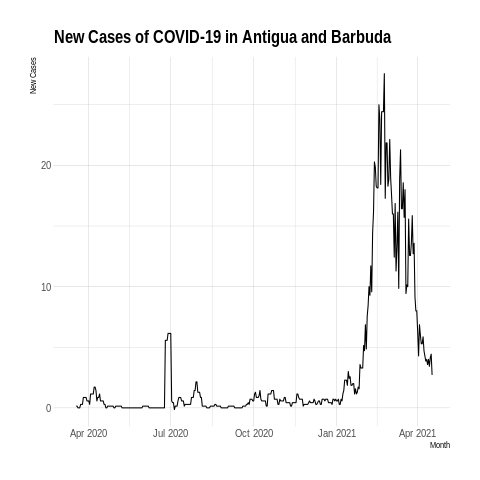 New Cases of COVID-19 in Antigua and Barbuda
New Cases
20
10
0
Apr 2020 Jul 2020 Oct 2020 Jan 2021 Apr 2021
Month